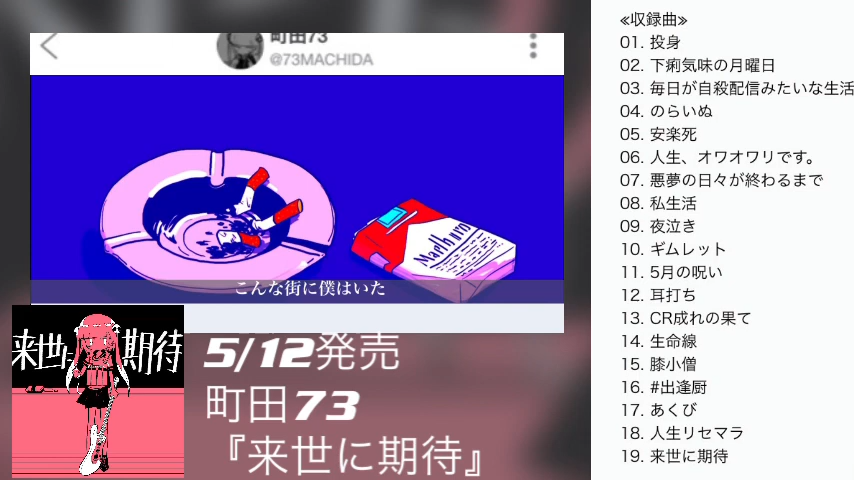 町田73
@73MACHIDA
Marlboro
こんな街に僕はいた
来世に期待
5/12発売
町田73
『来世に期待』
≪収録曲≫
01. 投身
02. 下痢気味の月曜日
03. 毎日が自殺配信みたいな生活
04. のらいぬ
05. 安楽死
06. 人生、オワオワリです。
07. 悪夢の日々が終わるまで
08. 私生活
09. 夜泣き
10. ギムレット
11. 5月の呪い
12. 耳打ち
13. CR成れの果て
14. 生命線
15. 膝小僧
16. #出逢厨
17. あくび
18. 人生リセマラ
19. 来世に期待